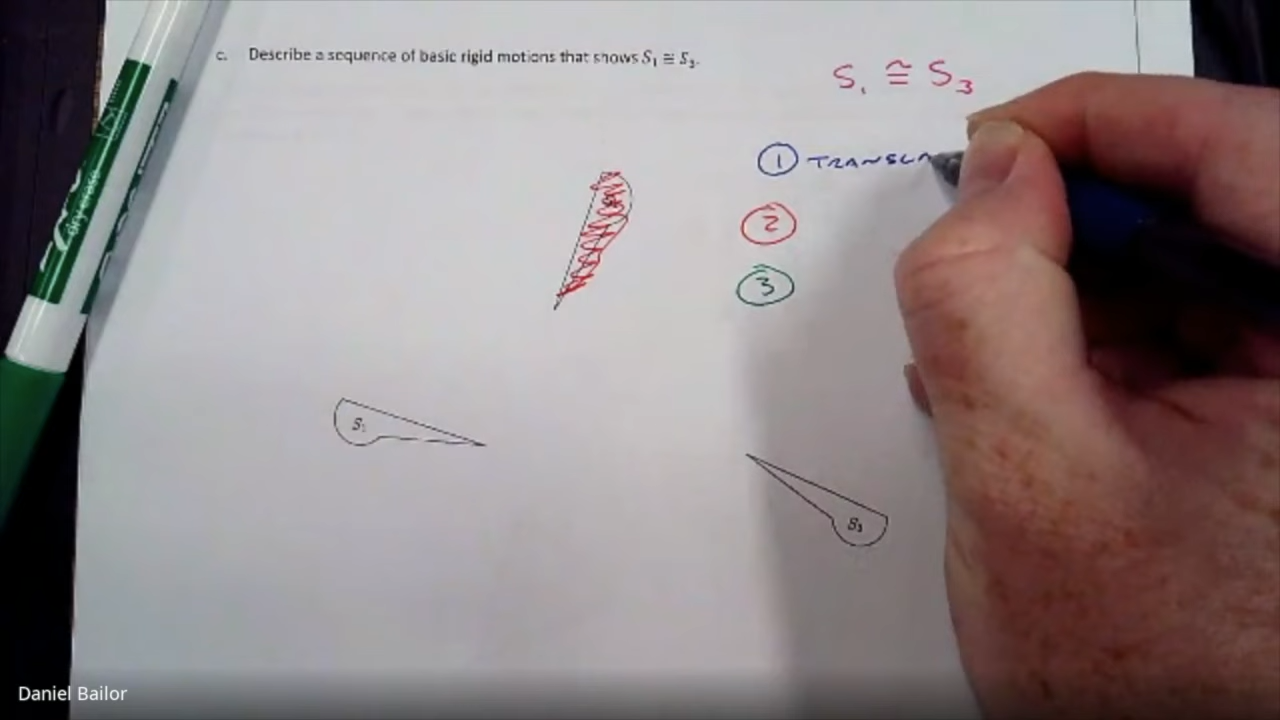 c. Describe a sequence of basic rigid motions that shows S₁ ≅ S₃.
S₁ ≅ S₃
① TRANSLA
②
③
S₁
S₃
Daniel Bailor